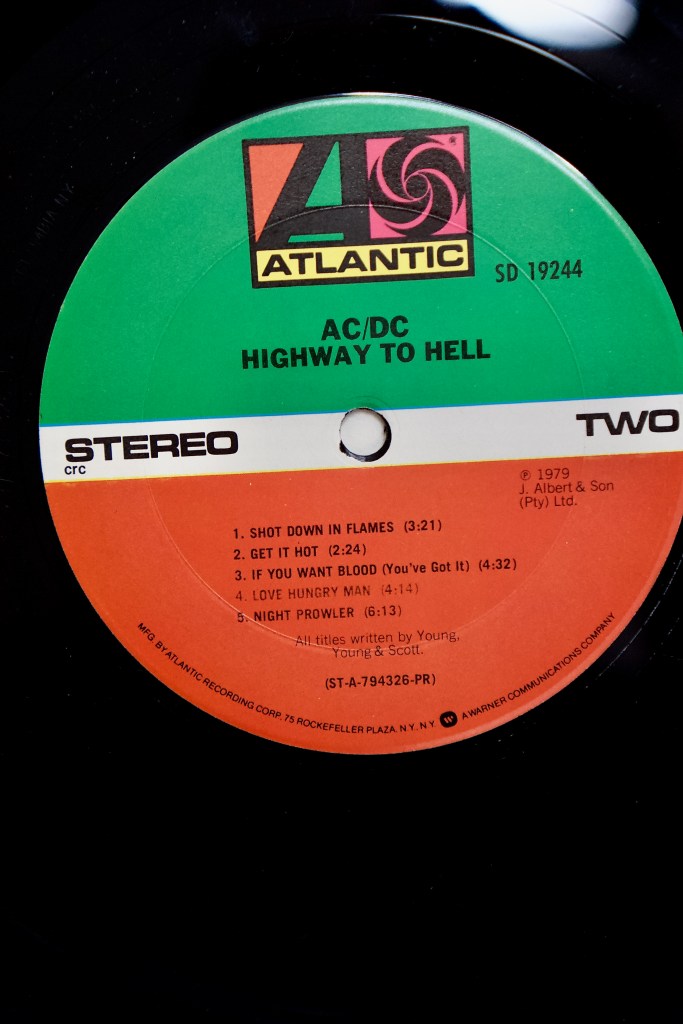 ATLANTIC
SD 19244
AC/DC
HIGHWAY TO HELL
STEREO
crc
TWO
℗ 1979
J. Albert & Son
(Pty) Ltd.
1. SHOT DOWN IN FLAMES (3:21)
2. GET IT HOT (2:24)
3. IF YOU WANT BLOOD (You've Got It) (4:32)
4. LOVE HUNGRY MAN (4:14)
5. NIGHT PROWLER (6:13)
All titles written by Young,
Young & Scott.
(ST-A-794326-PR)
MFG. BY ATLANTIC RECORDING CORP., 75 ROCKEFELLER PLAZA, N.Y., N.Y. W A WARNER COMMUNICATIONS COMPANY